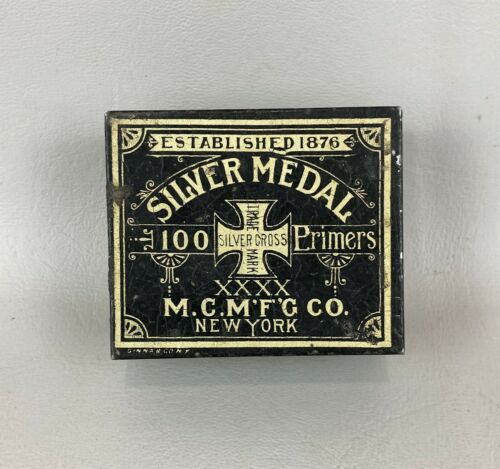 ESTABLISHED 1876
SILVER MEDAL
100 Primers
TRADE MARK
SILVER CROSS
XXXX
M.C.M'F'G CO.
NEW YORK